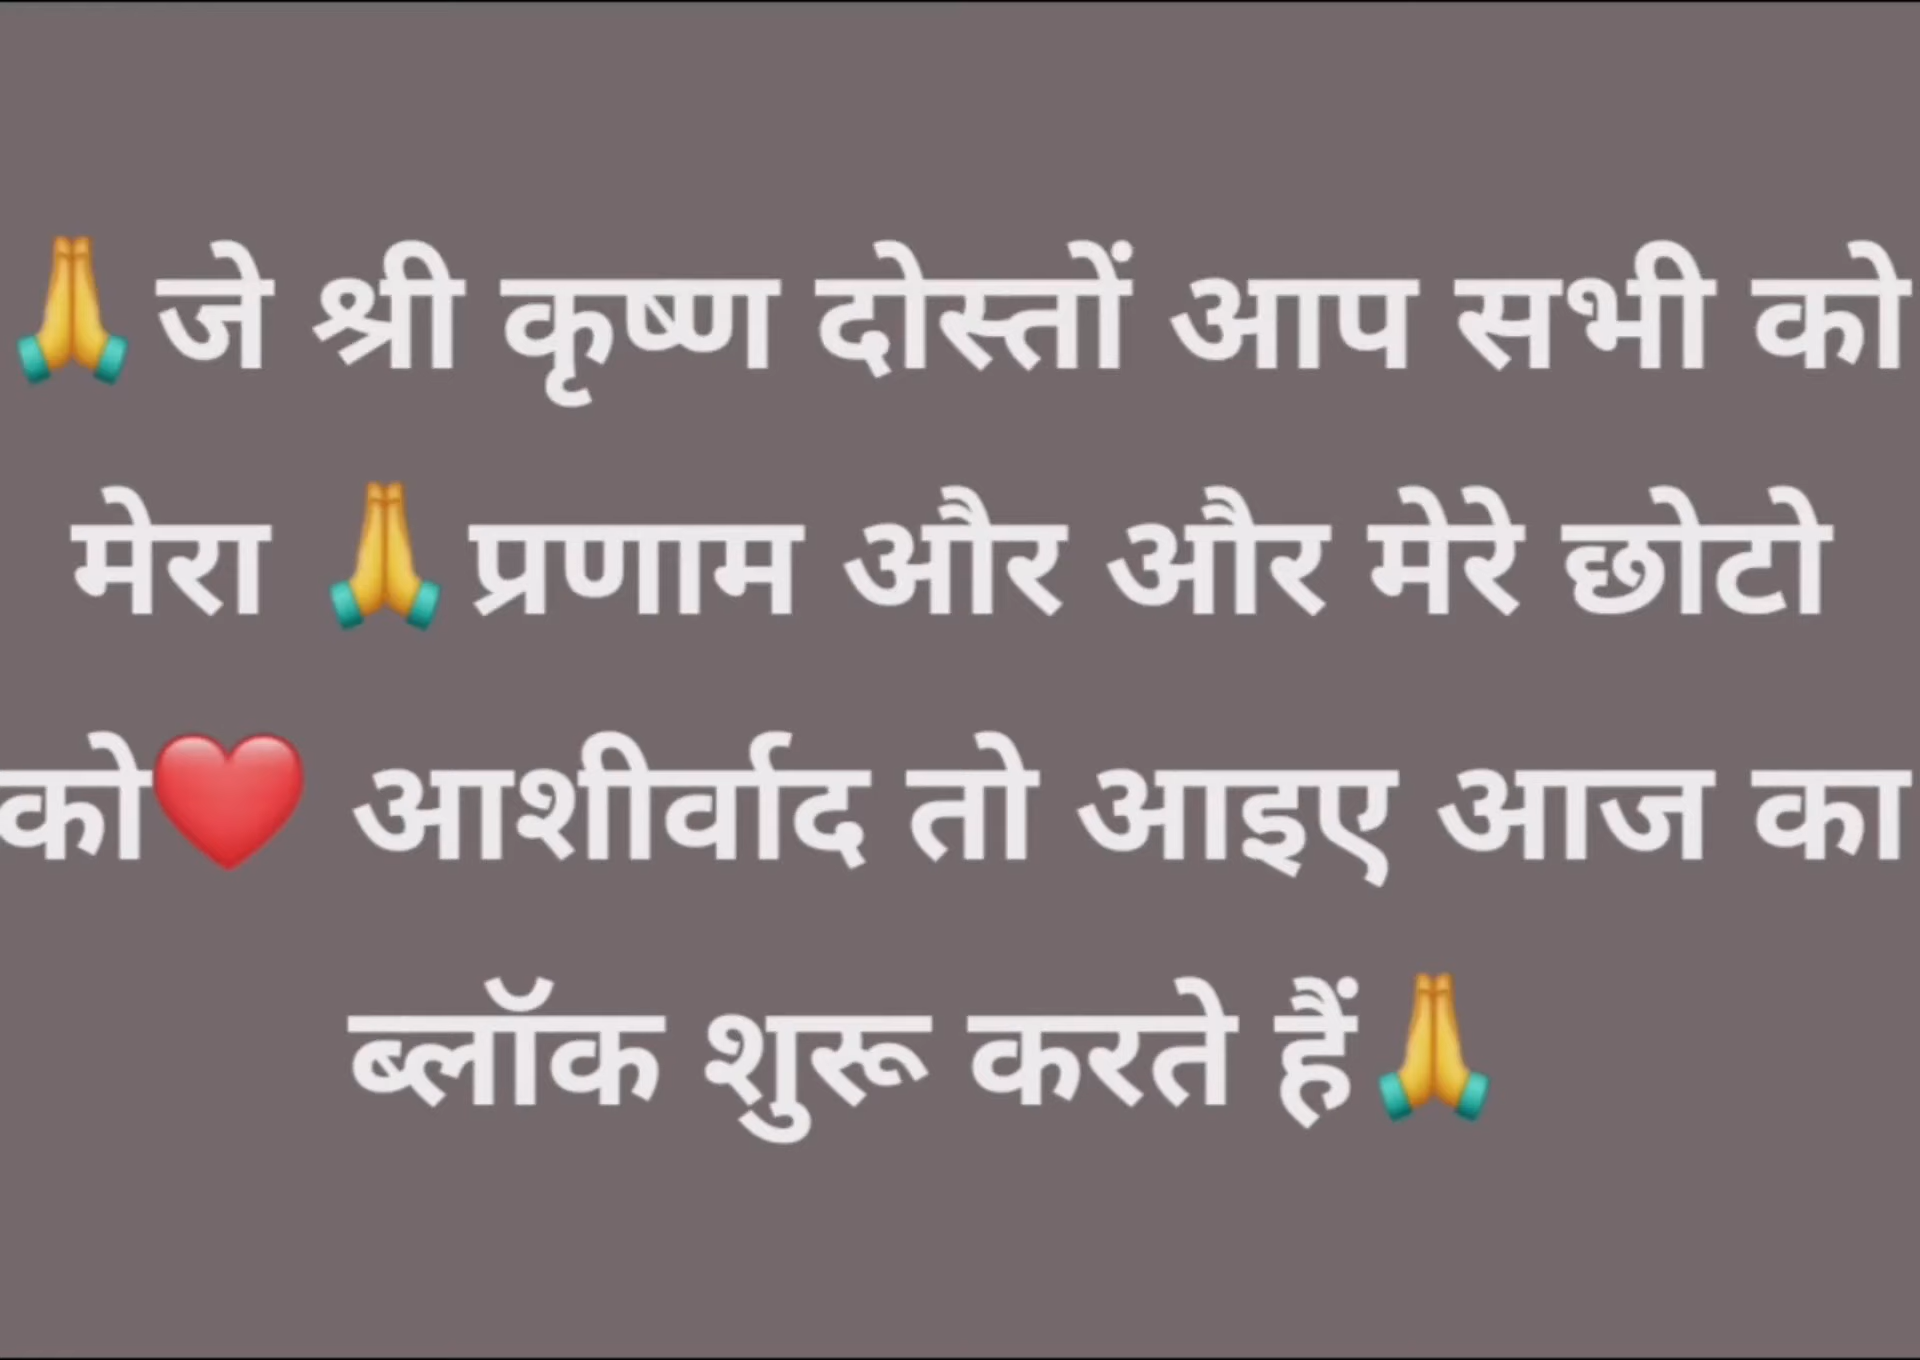 🙏जे श्री कृष्ण दोस्तों आप सभी को
मेरा 🙏प्रणाम और और मेरे छोटो
को❤️ आशीर्वाद तो आइए आज का
ब्लॉक शुरू करते हैं🙏